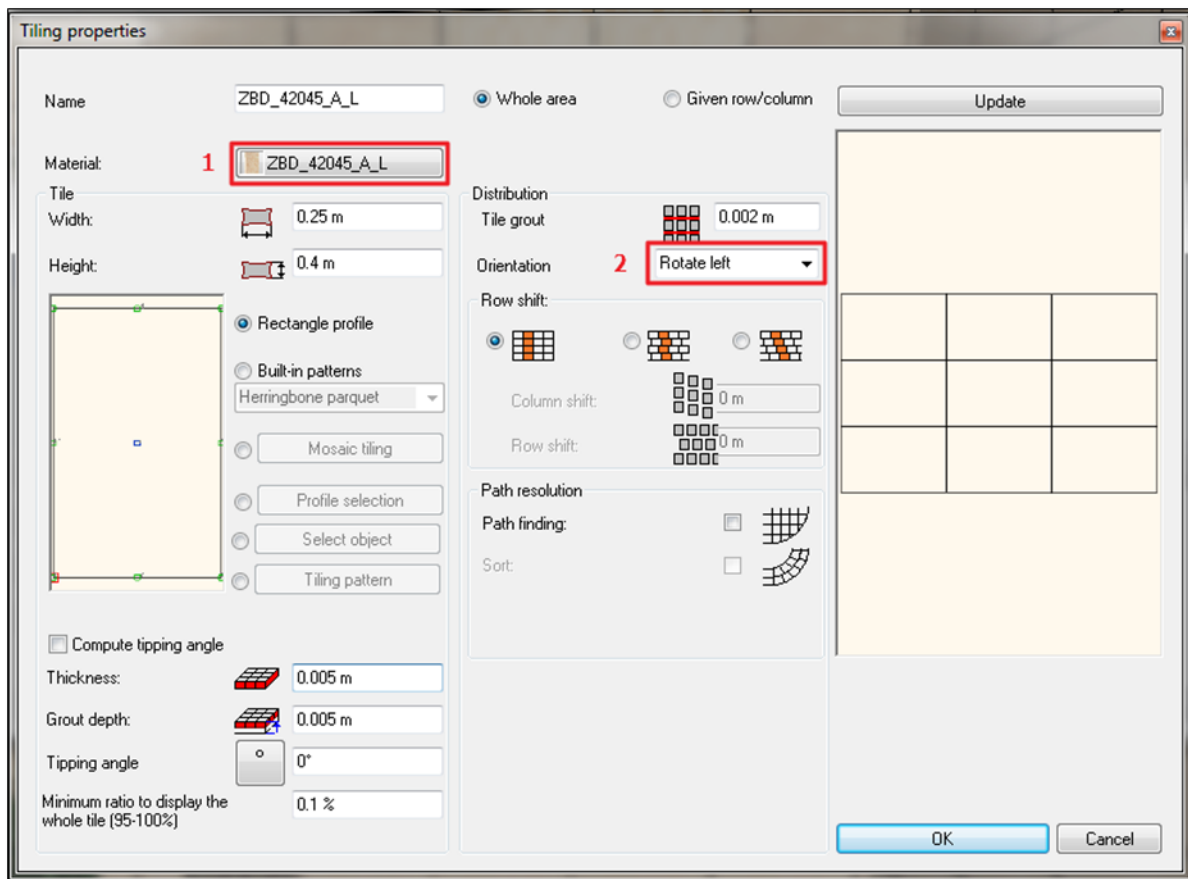 Tiling properties
Name
ZBD_42045_A_L
Whole area
Given row/column
Update
Material:
1
ZBD_42045_A_L
Tile
Width:
0.25 m
Height:
0.4 m
Rectangle profile
Built-in patterns
Herringbone parquet
Mosaic tiling
Profile selection
Select object
Tiling pattern
Compute tipping angle
Thickness:
0.005 m
Grout depth:
0.005 m
Tipping angle
0°
Minimum ratio to display the
whole tile (95-100%)
0.1 %
Distribution
Tile grout
0.002 m
Orientation
2
Rotate left
Row shift:
Column shift:
0 m
Row shift:
0 m
Path resolution
Path finding:
Sort:
OK
Cancel